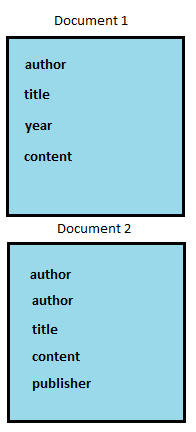 Document 1
author
title
year
content
Document 2
author
author
title
content
publisher